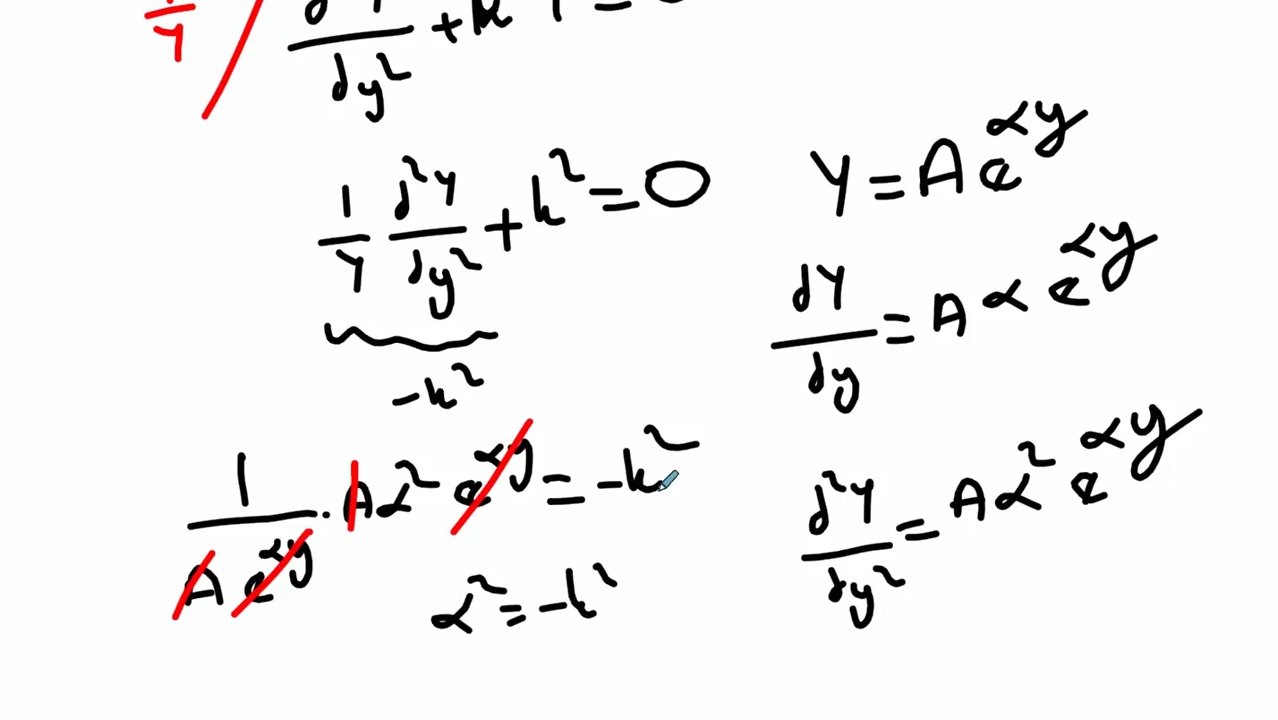 1/Y d²Y/dy² + k² = 0
-k²
1/(A e^αy) · A α² e^αy = -k²
α² = -k²
Y = A e^αy
dY/dy = A α e^αy
d²Y/dy² = A α² e^αy